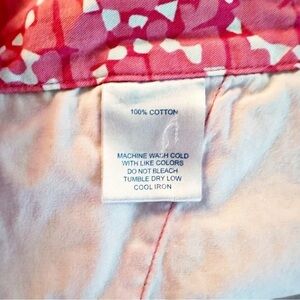 100% COTTON
MACHINE WASH COLD
WITH LIKE COLORS
DO NOT BLEACH
TUMBLE DRY LOW
COOL IRON